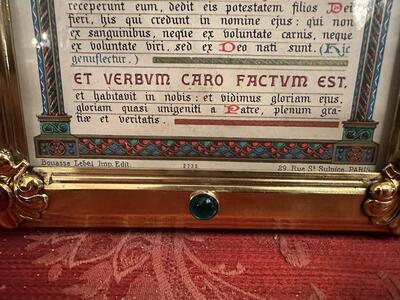 receperunt eum, dedit eis potestatem filios Dei
fieri, his qui credunt in nomine ejus: qui non
ex sanguinibus, neque ex voluntate carnis, neque
ex voluntate viri, sed ex Deo nati sunt. (Hic
genuflectur.)
ET VERBVM CARO FACTVM EST,
et habitavit in nobis: et vidimus gloriam ejus,
gloriam quasi unigeniti a Patre, plenum gra-
tiæ et veritatis.
Bouasse Lebel Imp. Edit. 2732 29, Rue St Sulpice, PARIS